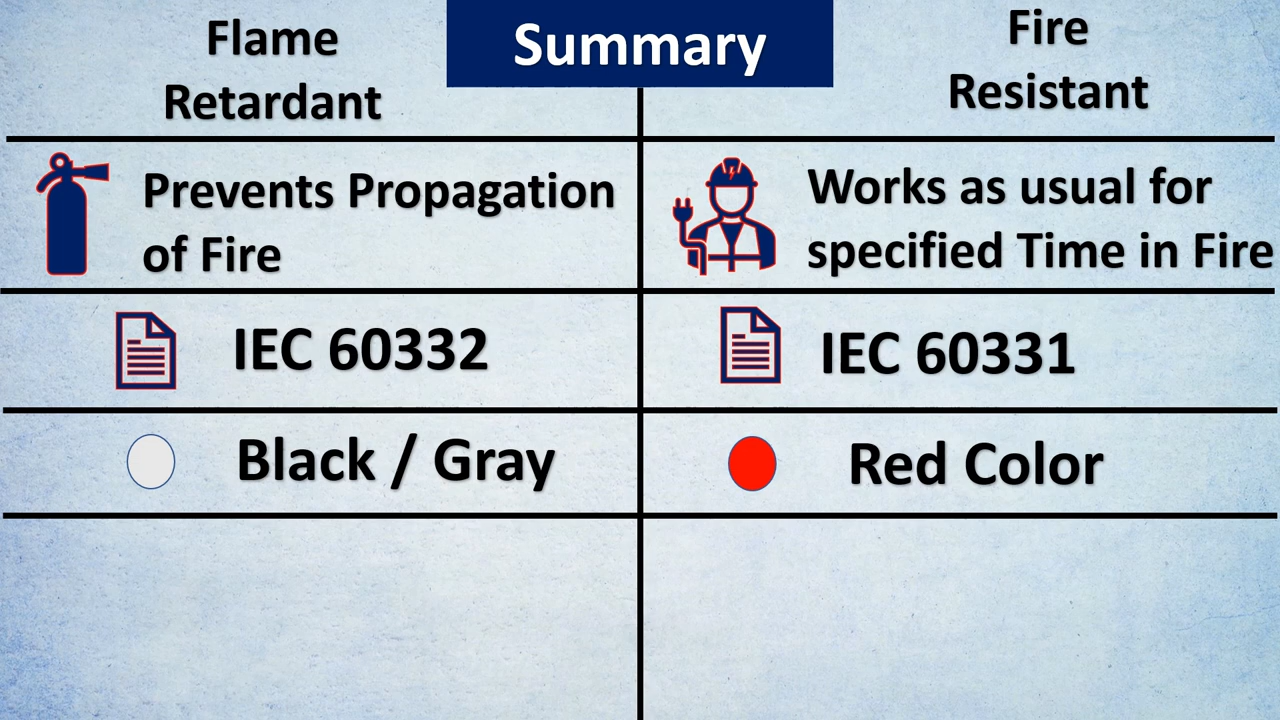 Summary
Flame
Retardant
Fire
Resistant
Prevents Propagation
of Fire
Works as usual for
specified Time in Fire
IEC 60332
IEC 60331
Black / Gray
Red Color